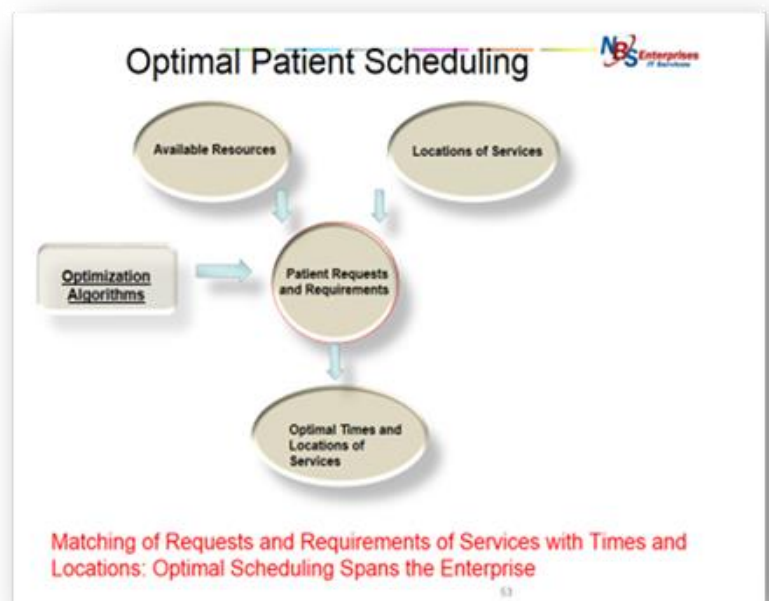 Optimal Patient Scheduling
NBS Enterprises
IT Services
Available Resources
Locations of Services
Optimization
Algorithms
Patient Requests
and Requirements
Optimal Times and
Locations of
Services
Matching of Requests and Requirements of Services with Times and
Locations: Optimal Scheduling Spans the Enterprise
53